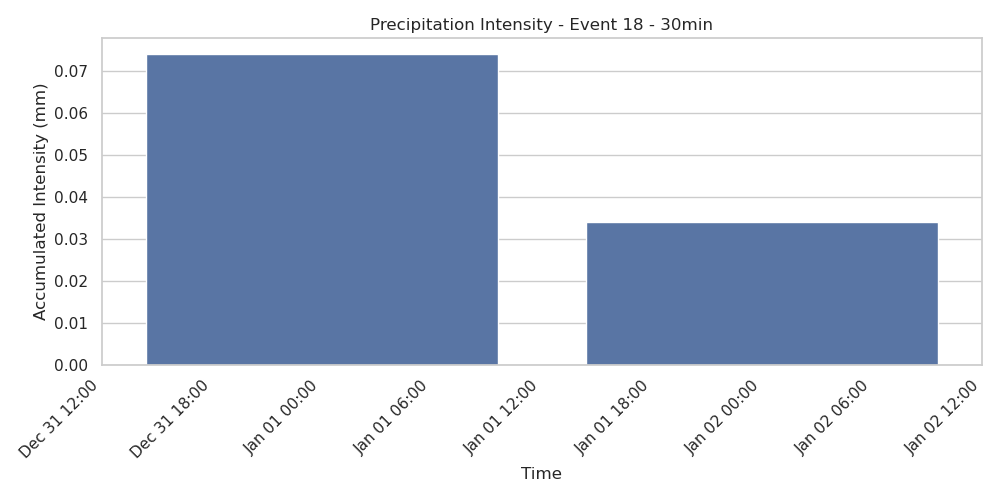 Precipitation Intensity - Event 18 - 30min
Accumulated Intensity (mm)
0.07
0.06
0.05
0.04
0.03
0.02
0.01
0.00
Dec 31 12:00
Dec 31 18:00
Jan 01 00:00
Jan 01 06:00
Jan 01 12:00
Jan 01 18:00
Jan 02 00:00
Jan 02 06:00
Jan 02 12:00
Time